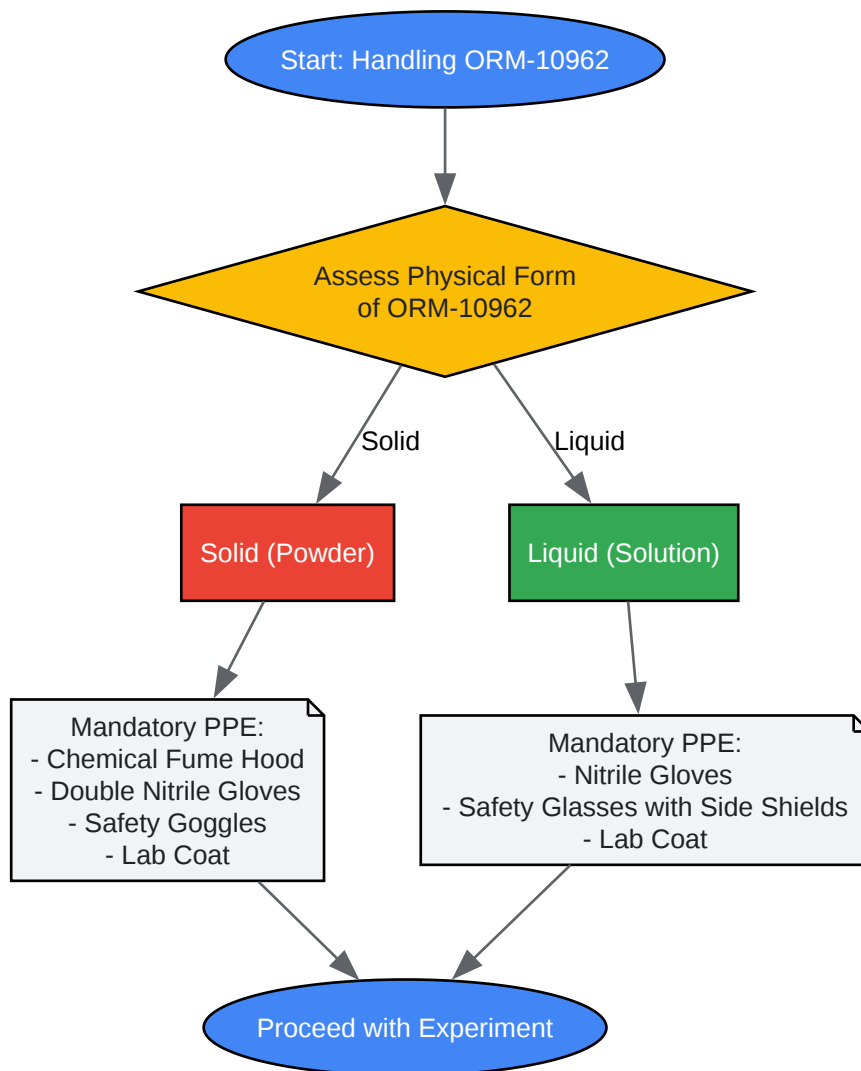 Start: Handling ORM-10962
Assess Physical Form
of ORM-10962
Solid
Liquid
Solid (Powder)
Liquid (Solution)
Mandatory PPE:
- Chemical Fume Hood
- Double Nitrile Gloves
- Safety Goggles
- Lab Coat
Mandatory PPE:
- Nitrile Gloves
- Safety Glasses with Side Shields
- Lab Coat
Proceed with Experiment